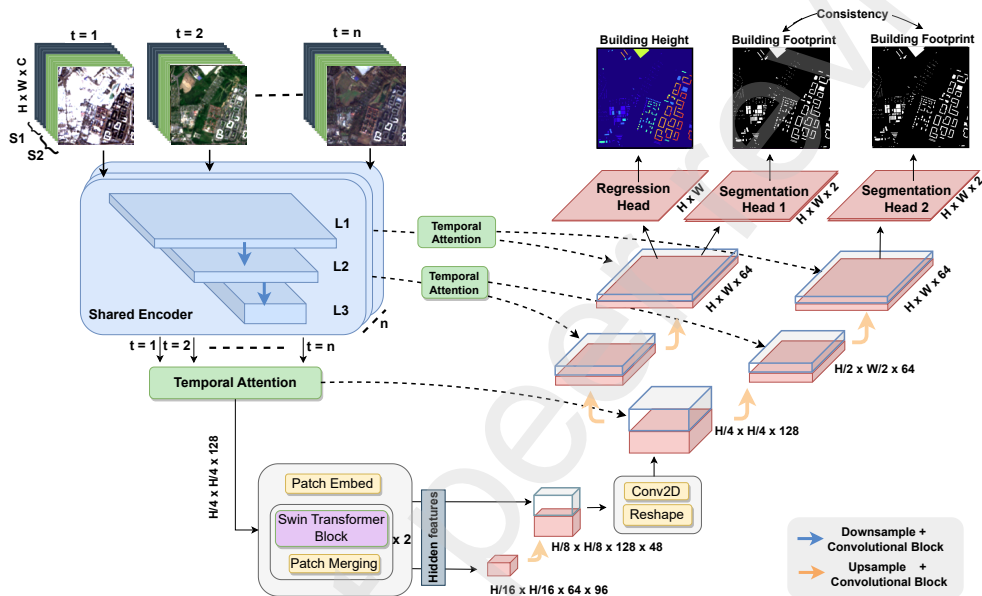 t = 1
t = 2
t = n
H x W x C
S1
S2
Consistency
Building Height
Building Footprint
Building Footprint
Regression
Head
H x W
Segmentation
Head 1
H x W x 2
Segmentation
Head 2
H x W x 2
L1
L2
L3
Shared Encoder
n
Temporal
Attention
Temporal
Attention
H x W x 64
H x W x 64
t = 1
t = 2
t = n
Temporal Attention
H/2 x W/2 x 64
H/4 x H/4 x 128
H/4 x H/4 x 128
Patch Embed
Swin Transformer
Block
x 2
Patch Merging
Hidden features
Conv2D
Reshape
H/8 x H/8 x 128 x 48
H/16 x H/16 x 64 x 96
Downsample +
Convolutional Block
Upsample +
Convolutional Block